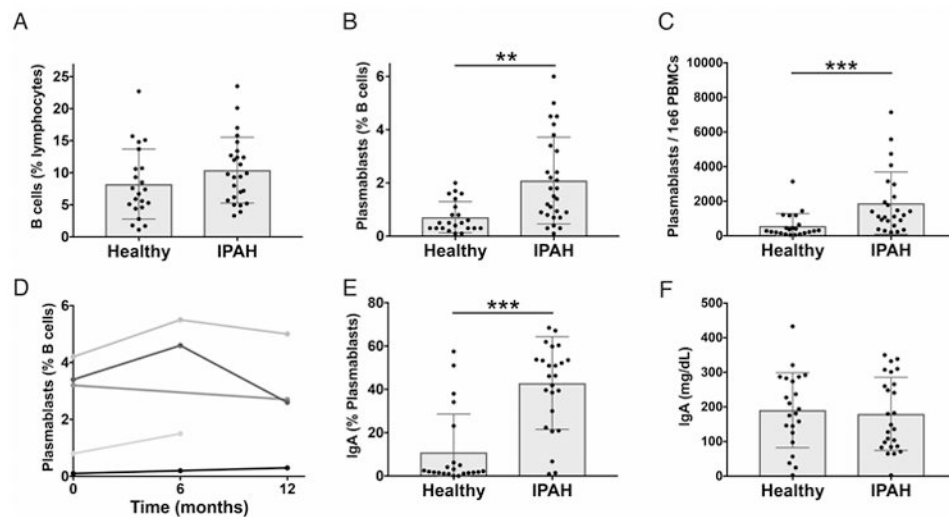 A
B cells (% lymphocytes)
25
20
15
10
5
0
Healthy
IPAH
B
**
Plasmablasts (% B cells)
6
4
2
0
Healthy
IPAH
C
***
Plasmablasts / 1e6 PBMCs
10000
8000
6000
4000
2000
0
Healthy
IPAH
D
Plasmablasts (% B cells)
6
4
2
0
0
6
12
Time (months)
E
***
IgA (% Plasmablasts)
80
60
40
20
0
Healthy
IPAH
F
IgA (mg/dL)
500
400
300
200
100
0
Healthy
IPAH